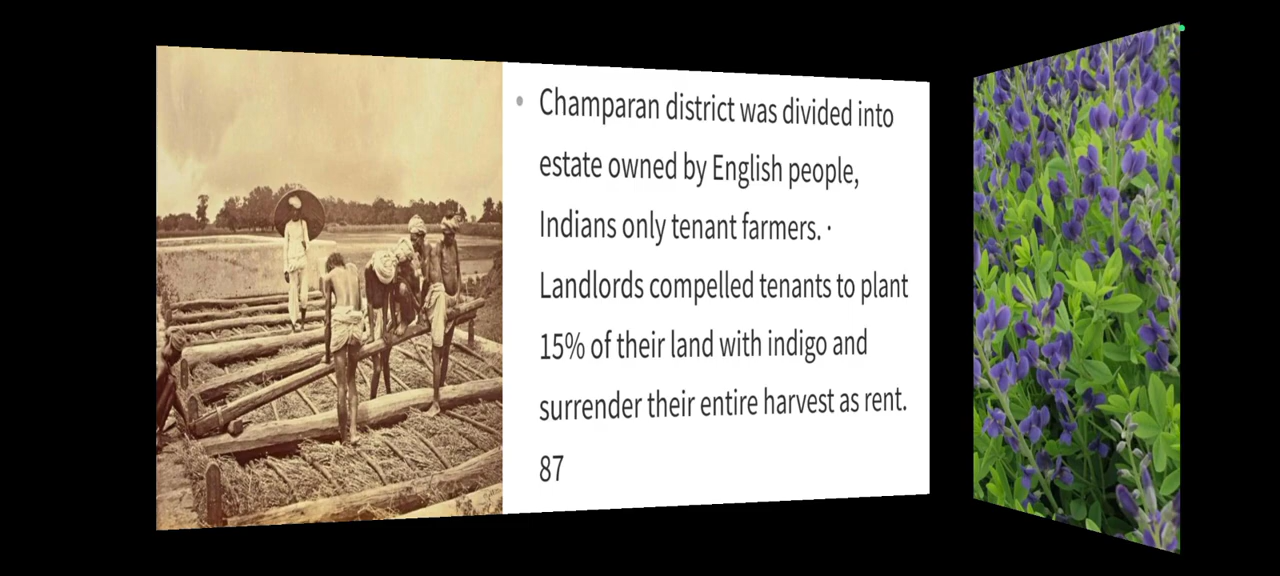 • Champaran district was divided into
estate owned by English people,
Indians only tenant farmers. ·
Landlords compelled tenants to plant
15% of their land with indigo and
surrender their entire harvest as rent.
87